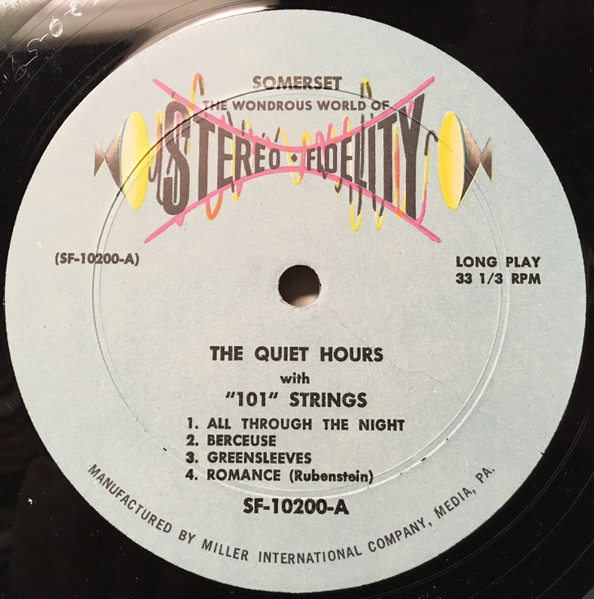 SOMERSET
THE WONDROUS WORLD OF
STEREO • FIDELITY
(SF-10200-A)
LONG PLAY
33 1/3 RPM
THE QUIET HOURS
with
"101" STRINGS
1. ALL THROUGH THE NIGHT
2. BERCEUSE
3. GREENSLEEVES
4. ROMANCE (Rubenstein)
SF-10200-A
MANUFACTURED BY MILLER INTERNATIONAL COMPANY, MEDIA, PA.